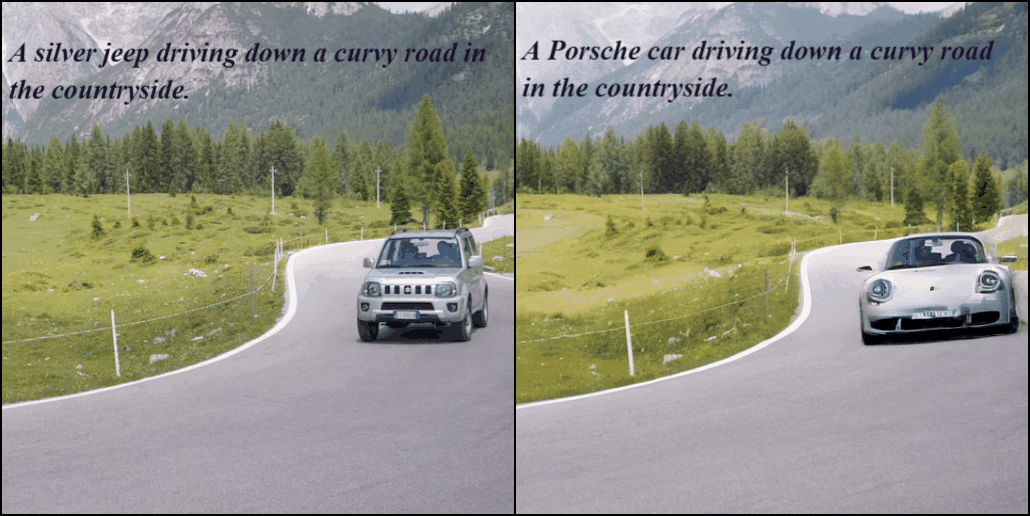 A silver jeep driving down a curvy road in
the countryside.
A Porsche car driving down a curvy road
in the countryside.